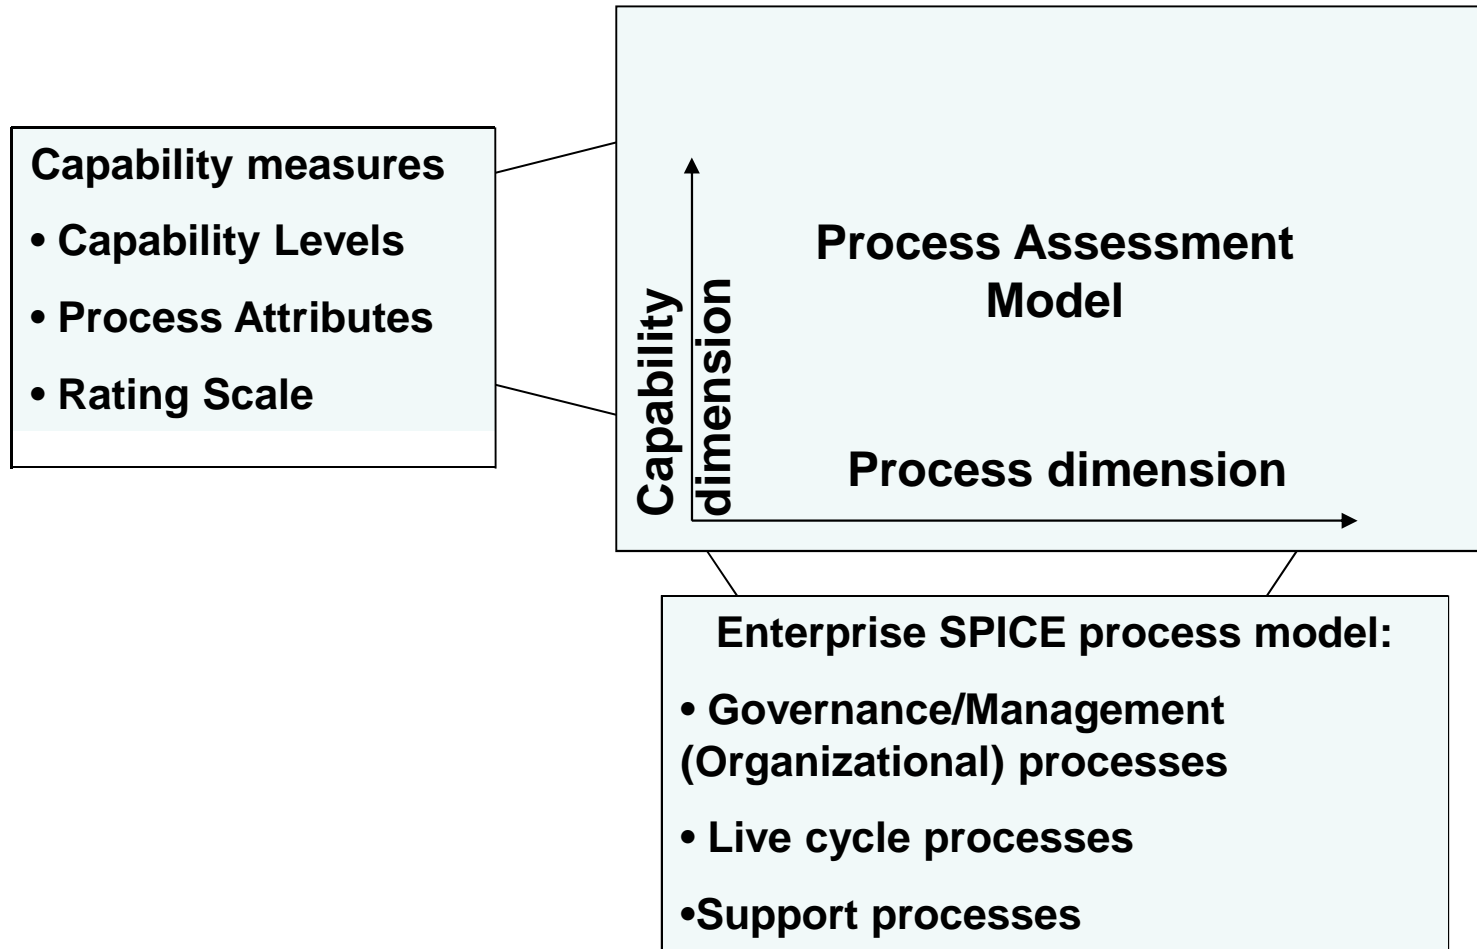 Capability measures
• Capability Levels
• Process Attributes
• Rating Scale
Capability
dimension
Process Assessment
Model
Process dimension
Enterprise SPICE process model:
• Governance/Management
(Organizational) processes
• Live cycle processes
•Support processes